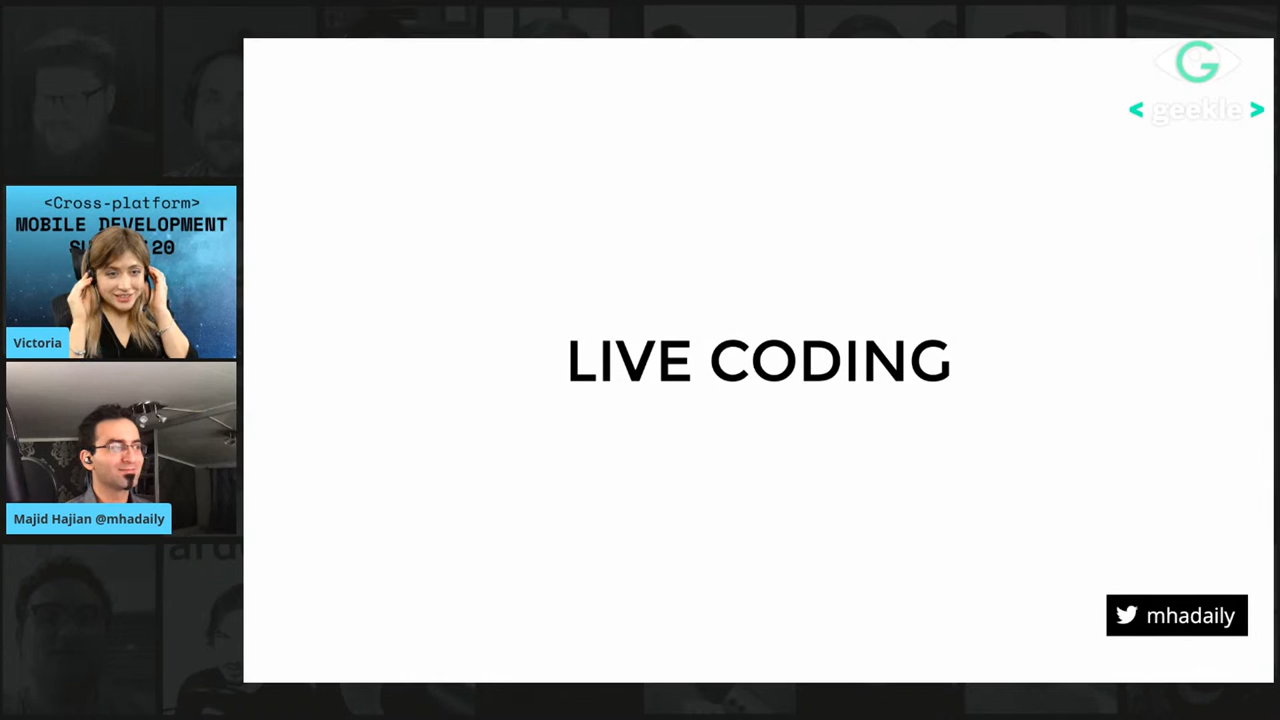 G
< geekle >
<Cross-platform>
MOBILE DEVELOPMENT
20
Victoria
LIVE CODING
Majid Hajian @mhadaily
mhadaily